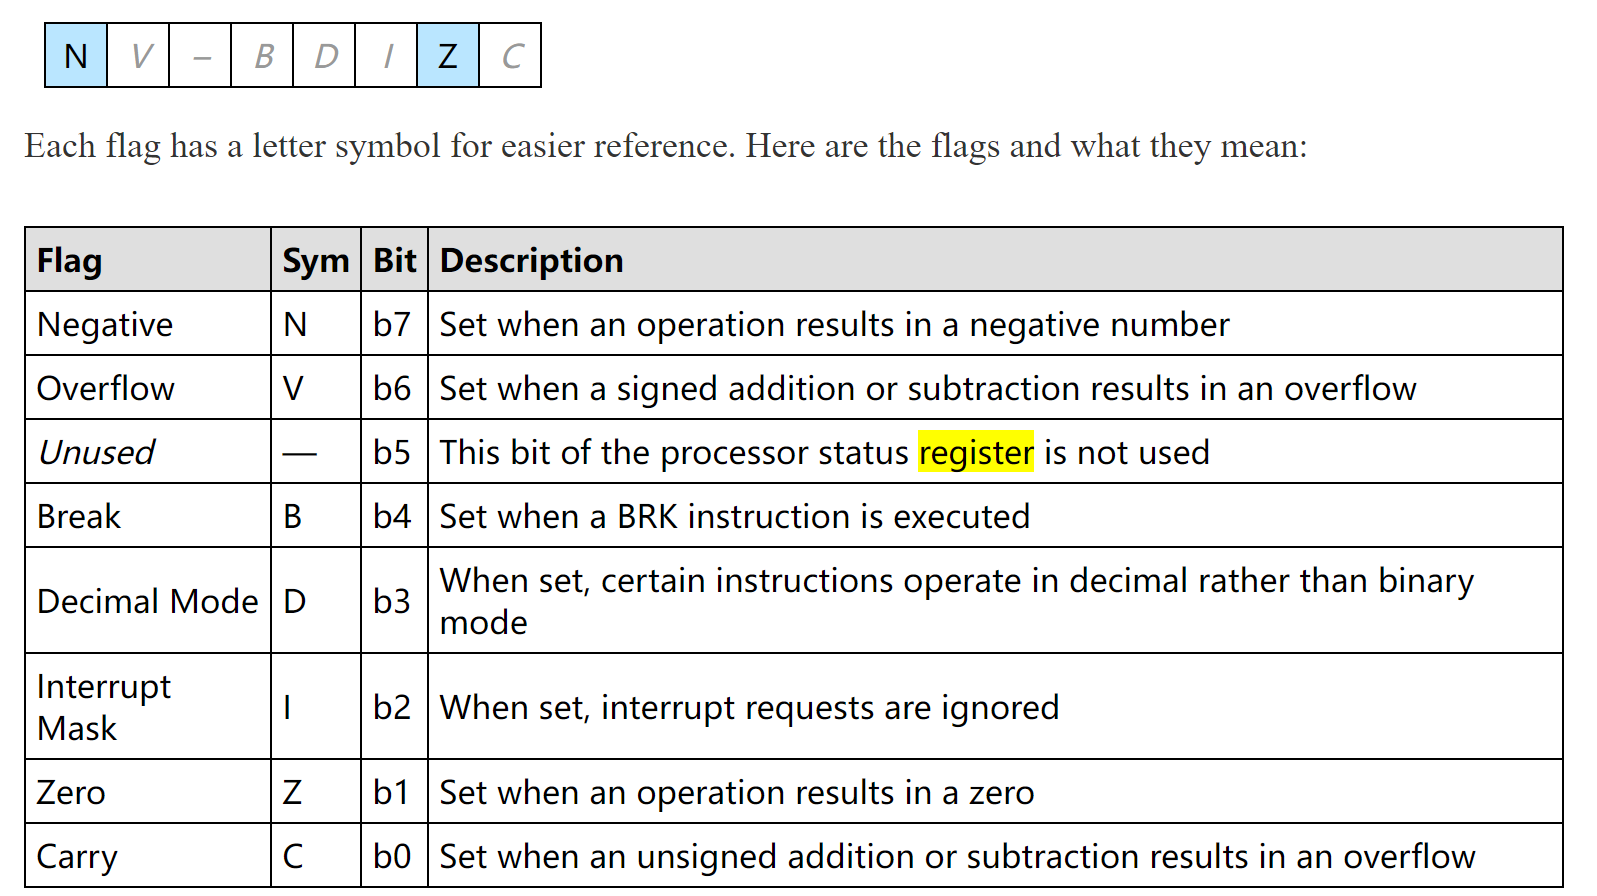 N V – B D I Z C
Each flag has a letter symbol for easier reference. Here are the flags and what they mean:
Flag Sym Bit Description
Negative N b7 Set when an operation results in a negative number
Overflow V b6 Set when a signed addition or subtraction results in an overflow
Unused — b5 This bit of the processor status register is not used
Break B b4 Set when a BRK instruction is executed
Decimal Mode D b3 When set, certain instructions operate in decimal rather than binary
mode
Interrupt
Mask I b2 When set, interrupt requests are ignored
Zero Z b1 Set when an operation results in a zero
Carry C b0 Set when an unsigned addition or subtraction results in an overflow